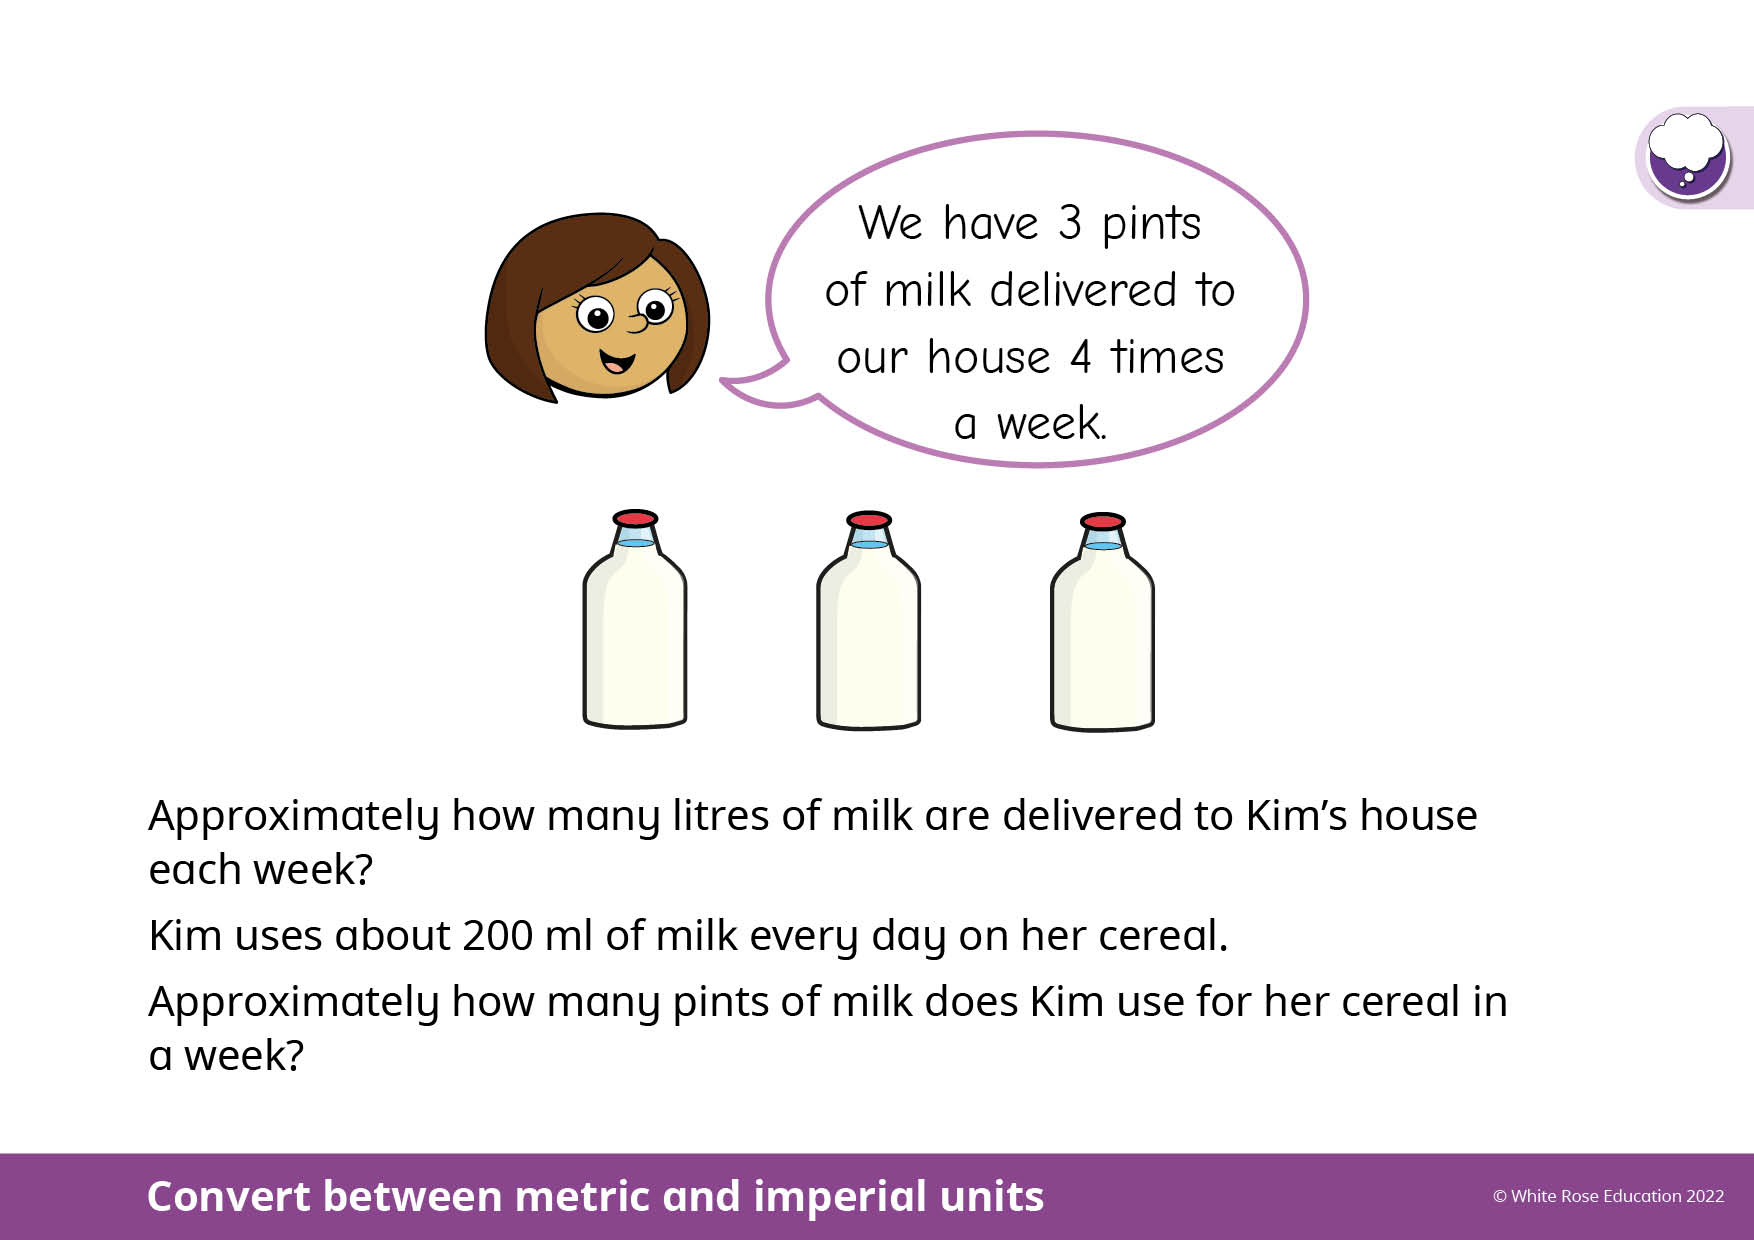 We have 3 pints
of milk delivered to
our house 4 times
a week.
Approximately how many litres of milk are delivered to Kim’s house
each week?
Kim uses about 200 ml of milk every day on her cereal.
Approximately how many pints of milk does Kim use for her cereal in
a week?
Convert between metric and imperial units
© White Rose Education 2022